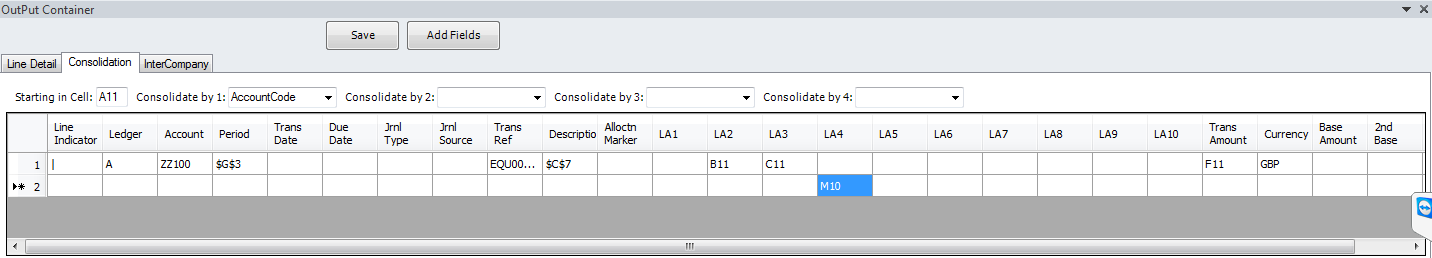 OutPut Container
Save Add Fields
Line Detail Consolidation InterCompany
Starting in Cell: A11 Consolidate by 1: AccountCode Consolidate by 2: Consolidate by 3: Consolidate by 4:
Line Indicator Ledger Account Period Trans Date Due Date Jrnl Type Jrnl Source Trans Ref Descriptio Alloctn Marker LA1 LA2 LA3 LA4 LA5 LA6 LA7 LA8 LA9 LA10 Trans Amount Currency Base Amount 2nd Base
1 | A ZZ100 $G$3 EQU00... $C$7 B11 C11 F11 GBP
2 M10